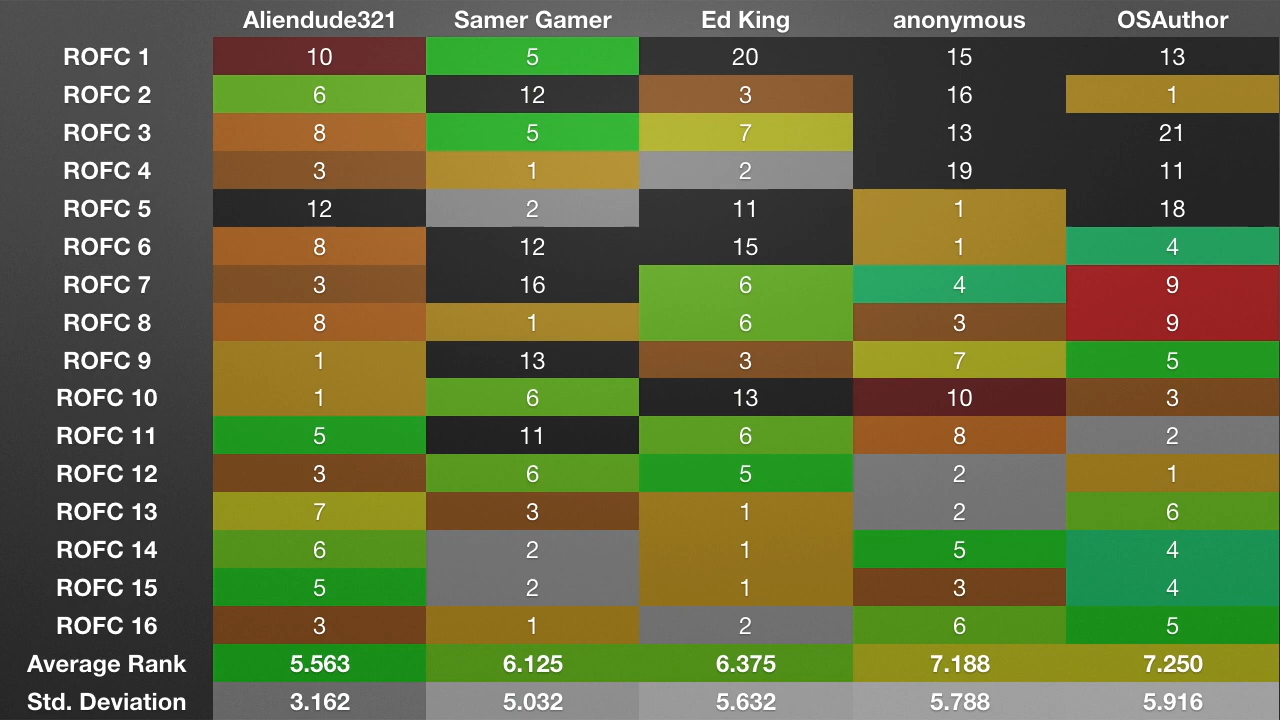 Aliendude321 Samer Gamer Ed King anonymous OSAuthor
ROFC 1 10 5 20 15 13
ROFC 2 6 12 3 16 1
ROFC 3 8 5 7 13 21
ROFC 4 3 1 2 19 11
ROFC 5 12 2 11 1 18
ROFC 6 8 12 15 1 4
ROFC 7 3 16 6 4 9
ROFC 8 8 1 6 3 9
ROFC 9 1 13 3 7 5
ROFC 10 1 6 13 10 3
ROFC 11 5 11 6 8 2
ROFC 12 3 6 5 2 1
ROFC 13 7 3 1 2 6
ROFC 14 6 2 1 5 4
ROFC 15 5 2 1 3 4
ROFC 16 3 1 2 6 5
Average Rank 5.563 6.125 6.375 7.188 7.250
Std. Deviation 3.162 5.032 5.632 5.788 5.916